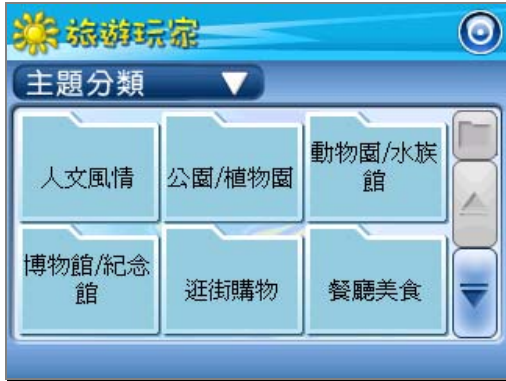 旅遊玩家
主題分類
人文風情
公園/植物園
動物園/水族
館
博物館/紀念
館
逛街購物
餐廳美食